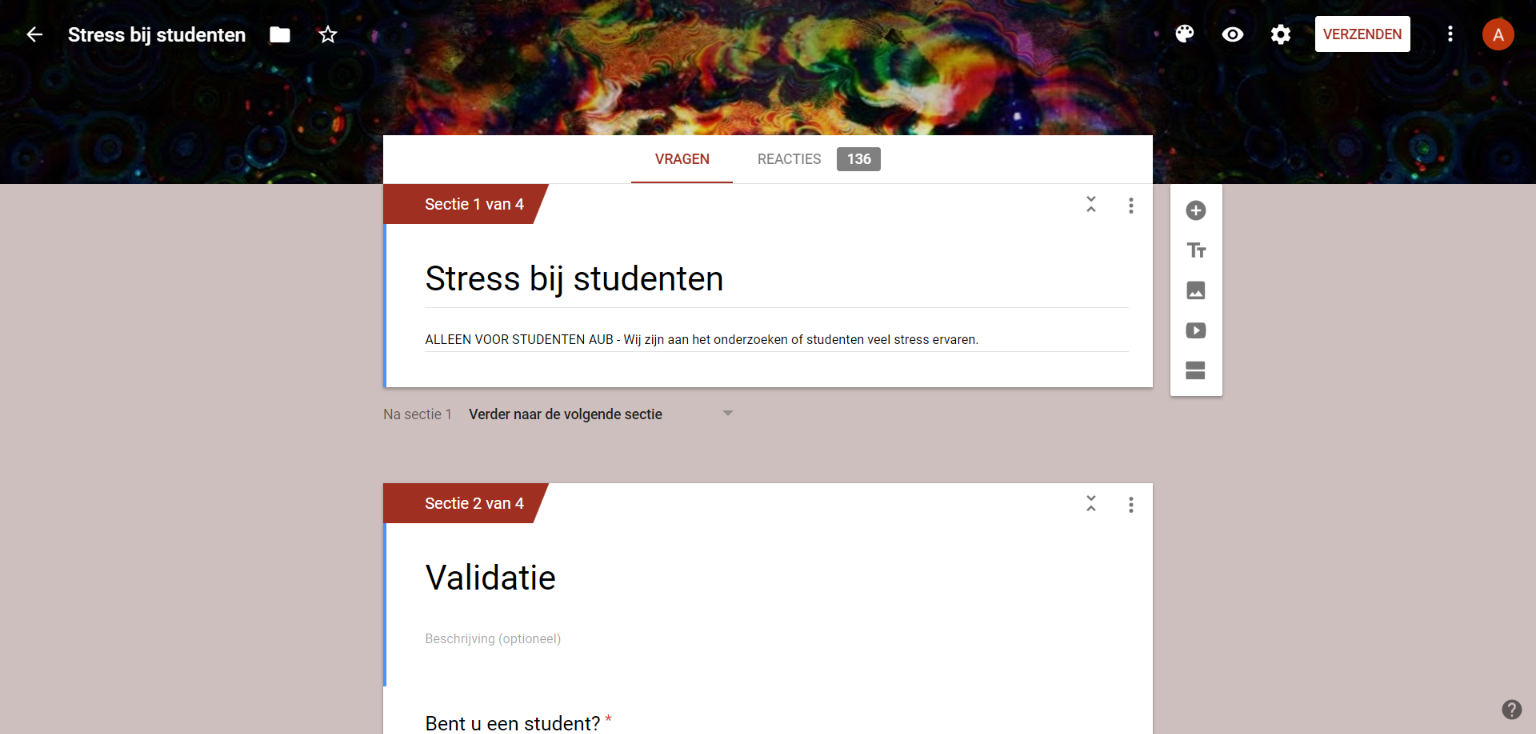 Stress bij studenten
VERZENDEN
A
VRAGEN
REACTIES 136
Sectie 1 van 4
Stress bij studenten
ALLEEN VOOR STUDENTEN AUB - Wij zijn aan het onderzoeken of studenten veel stress ervaren.
Na sectie 1 Verder naar de volgende sectie
Sectie 2 van 4
Validatie
Beschrijving (optioneel)
Bent u een student? *